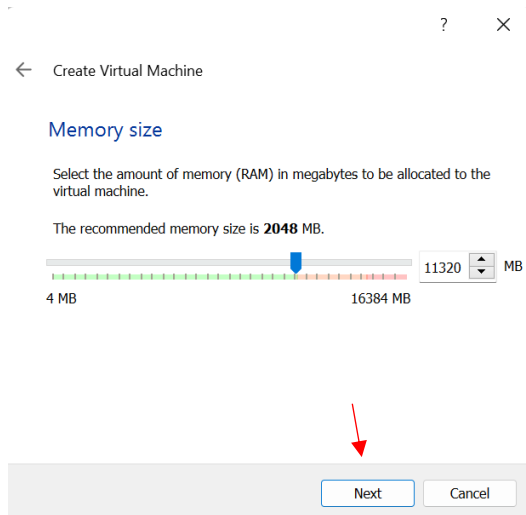 ?
Create Virtual Machine
Memory size
Select the amount of memory (RAM) in megabytes to be allocated to the
virtual machine.
The recommended memory size is 2048 MB.
11320 MB
4 MB 16384 MB
Next Cancel